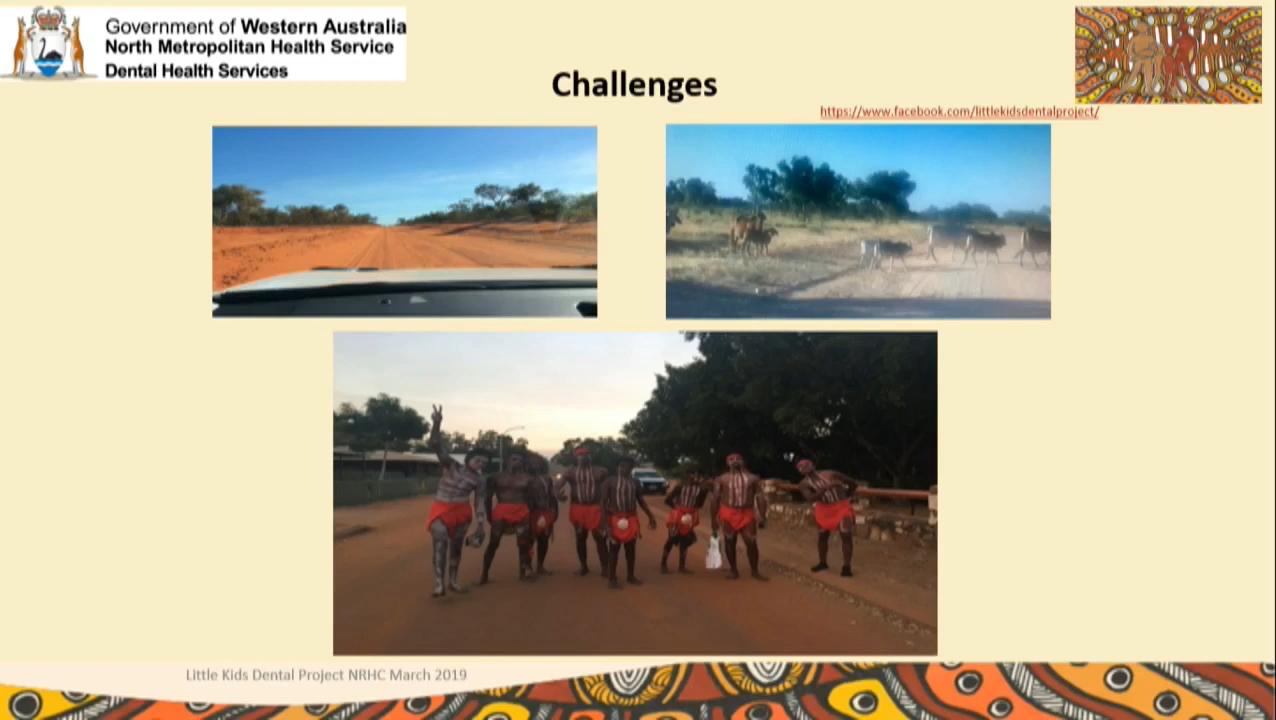 Government of Western Australia
North Metropolitan Health Service
Dental Health Services
Challenges
https://www.facebook.com/littlekidsdentalproject/
Little Kids Dental Project NRHC March 2019